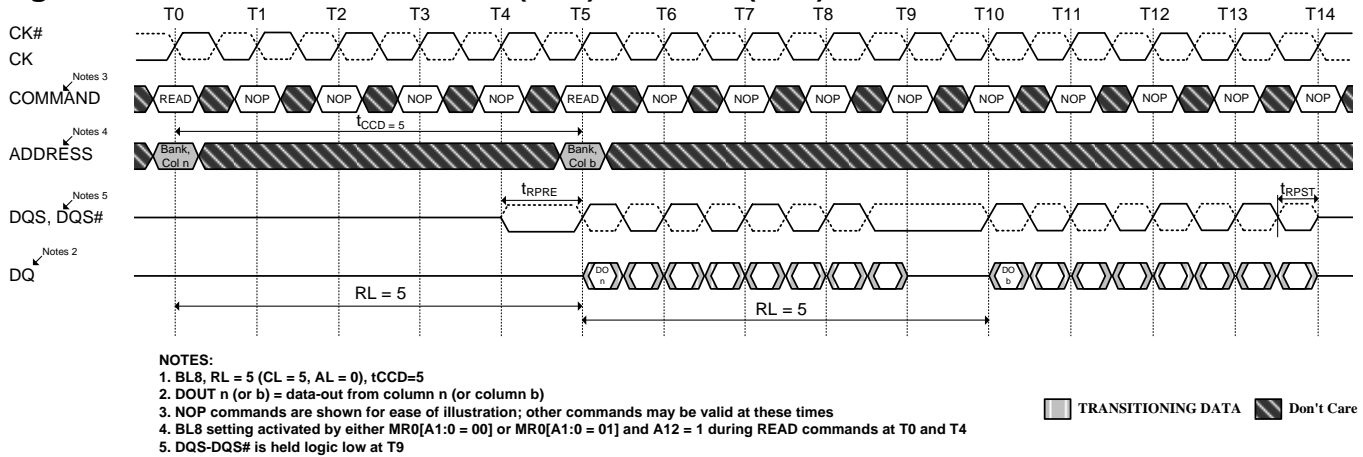 T0 T1 T2 T3 T4 T5 T6 T7 T8 T9 T10 T11 T12 T13 T14
CK#
CK
Notes 3
COMMAND
READ NOP NOP NOP NOP READ NOP NOP NOP NOP NOP NOP NOP NOP NOP
tCCD = 5
Notes 4
ADDRESS
Bank, Col n
Bank, Col b
tRPRE
tRPST
Notes 5
DQS, DQS#
Notes 2
DQ
DO n
DO b
RL = 5
RL = 5
NOTES:
1. BL8, RL = 5 (CL = 5, AL = 0), tCCD=5
2. DOUT n (or b) = data-out from column n (or column b)
3. NOP commands are shown for ease of illustration; other commands may be valid at these times
4. BL8 setting activated by either MR0[A1:0 = 00] or MR0[A1:0 = 01] and A12 = 1 during READ commands at T0 and T4
5. DQS-DQS# is held logic low at T9
TRANSITIONING DATA
Don't Care